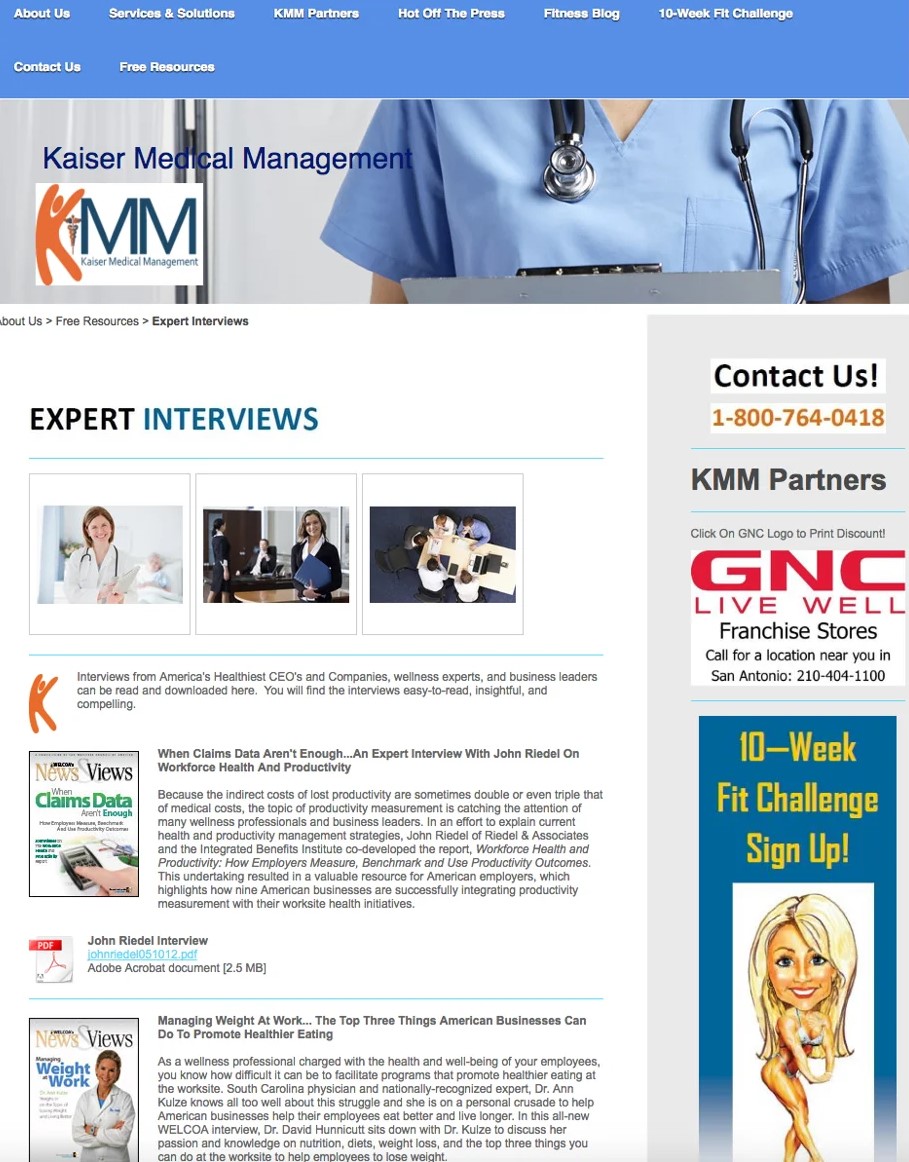 About Us
Services & Solutions
KMM Partners
Hot Off The Press
Fitness Blog
10-Week Fit Challenge
Contact Us
Free Resources
Kaiser Medical Management
KMM
Kaiser Medical Management
About Us > Free Resources > Expert Interviews
EXPERT INTERVIEWS
Interviews from America's Healthiest CEO's and Companies, wellness experts, and business leaders
can be read and downloaded here. You will find the interviews easy-to-read, insightful, and
compelling.
WELCOA's
News & Views
When
Claims Data
Aren't Enough
How Employers Measure, Benchmark
And Use Productivity Outcomes
When Claims Data Aren't Enough...An Expert Interview With John Riedel On
Workforce Health And Productivity
Because the indirect costs of lost productivity are sometimes double or even triple that
of medical costs, the topic of productivity measurement is catching the attention of
many wellness professionals and business leaders. In an effort to explain current
health and productivity management strategies, John Riedel of Riedel & Associates
and the Integrated Benefits Institute co-developed the report, Workforce Health and
Productivity: How Employers Measure, Benchmark and Use Productivity Outcomes.
This undertaking resulted in a valuable resource for American employers, which
highlights how nine American businesses are successfully integrating productivity
measurement with their worksite health initiatives.
PDF
John Riedel Interview
johnriedel051012.pdf
Adobe Acrobat document [2.5 MB]
WELCOA's
News & Views
Managing
Weight
at Work
Managing Weight At Work... The Top Three Things American Businesses Can
Do To Promote Healthier Eating
As a wellness professional charged with the health and well-being of your employees,
you know how difficult it can be to facilitate programs that promote healthier eating at
the worksite. South Carolina physician and nationally-recognized expert, Dr. Ann
Kulze knows all too well about this struggle and she is on a personal crusade to help
American businesses help their employees eat better and live longer. In this all-new
WELCOA interview, Dr. David Hunnicutt sits down with Dr. Kulze to discuss her
passion and knowledge on nutrition, diets, weight loss, and the top three things you
can do at the worksite to help employees to lose weight.
Contact Us!
1-800-764-0418
KMM Partners
Click On GNC Logo to Print Discount!
GNC
LIVE WELL
Franchise Stores
Call for a location near you in
San Antonio: 210-404-1100
10—Week
Fit Challenge
Sign Up!